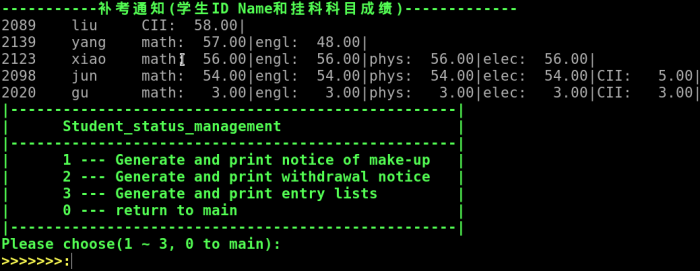 -----------补考通知(学生ID Name和挂科科目成绩)-------------
2089    liu     CII:  58.00|
2139    yang    math:  57.00|engl:  48.00|
2123    xiao    math:  56.00|engl:  56.00|phys:  56.00|elec:  56.00|
2098    jun     math:  54.00|engl:  54.00|phys:  54.00|elec:  54.00|CII:   5.00|
2020    gu      math:   3.00|engl:   3.00|phys:   3.00|elec:   3.00|CII:   3.00|
|--------------------------------------------------|
|      Student_status_management                    |
|--------------------------------------------------|
|      1 --- Generate and print notice of make-up   |
|      2 --- Generate and print withdrawal notice   |
|      3 --- Generate and print entry lists         |
|      0 --- return to main                         |
|--------------------------------------------------|
Please choose(1 ~ 3, 0 to main):
>>>>>>>: